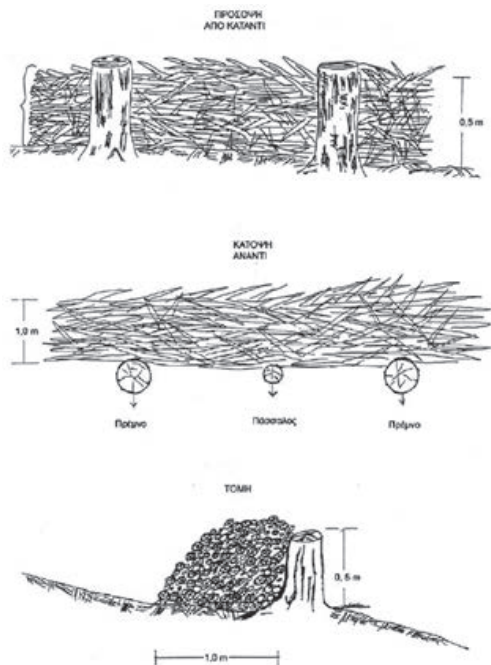 ΠΡΟΣΟΨΗ
ΑΠΟ ΚΑΤΑΝΤΙ
0,5 m
ΚΑΤΟΨΗ
ΑΝΑΝΤΙ
1,0 m
Πρέμνο
Πάσσαλος
Πρέμνο
ΤΟΜΗ
0,5 m
1,0 m